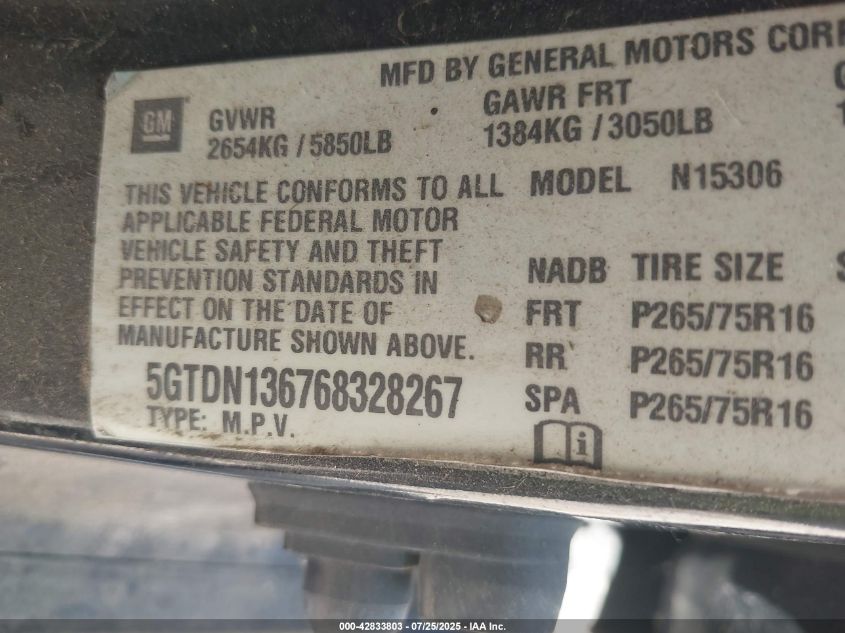 MFD BY GENERAL MOTORS CORP
GM
GVWR
GAWR FRT
2654KG / 5850LB
1384KG / 3050LB
THIS VEHICLE CONFORMS TO ALL
APPLICABLE FEDERAL MOTOR
VEHICLE SAFETY AND THEFT
PREVENTION STANDARDS IN
EFFECT ON THE DATE OF
MANUFACTURE SHOWN ABOVE.
5GTDN136768328267
TYPE: M.P.V.
MODEL N15306
NADB TIRE SIZE
FRT P265/75R16
RR P265/75R16
SPA P265/75R16
i
000-42833803 - 07/25/2025 - IAA Inc.